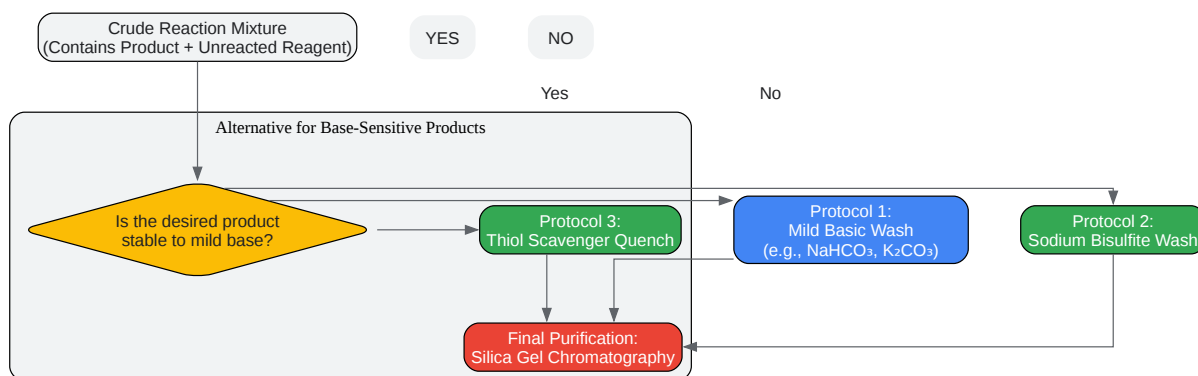 Crude Reaction Mixture
(Contains Product + Unreacted Reagent)
YES
NO
Yes
No
Alternative for Base-Sensitive Products
Is the desired product
stable to mild base?
Protocol 3:
Thiol Scavenger Quench
Protocol 1:
Mild Basic Wash
(e.g., NaHCO₃, K₂CO₃)
Protocol 2:
Sodium Bisulfite Wash
Final Purification:
Silica Gel Chromatography